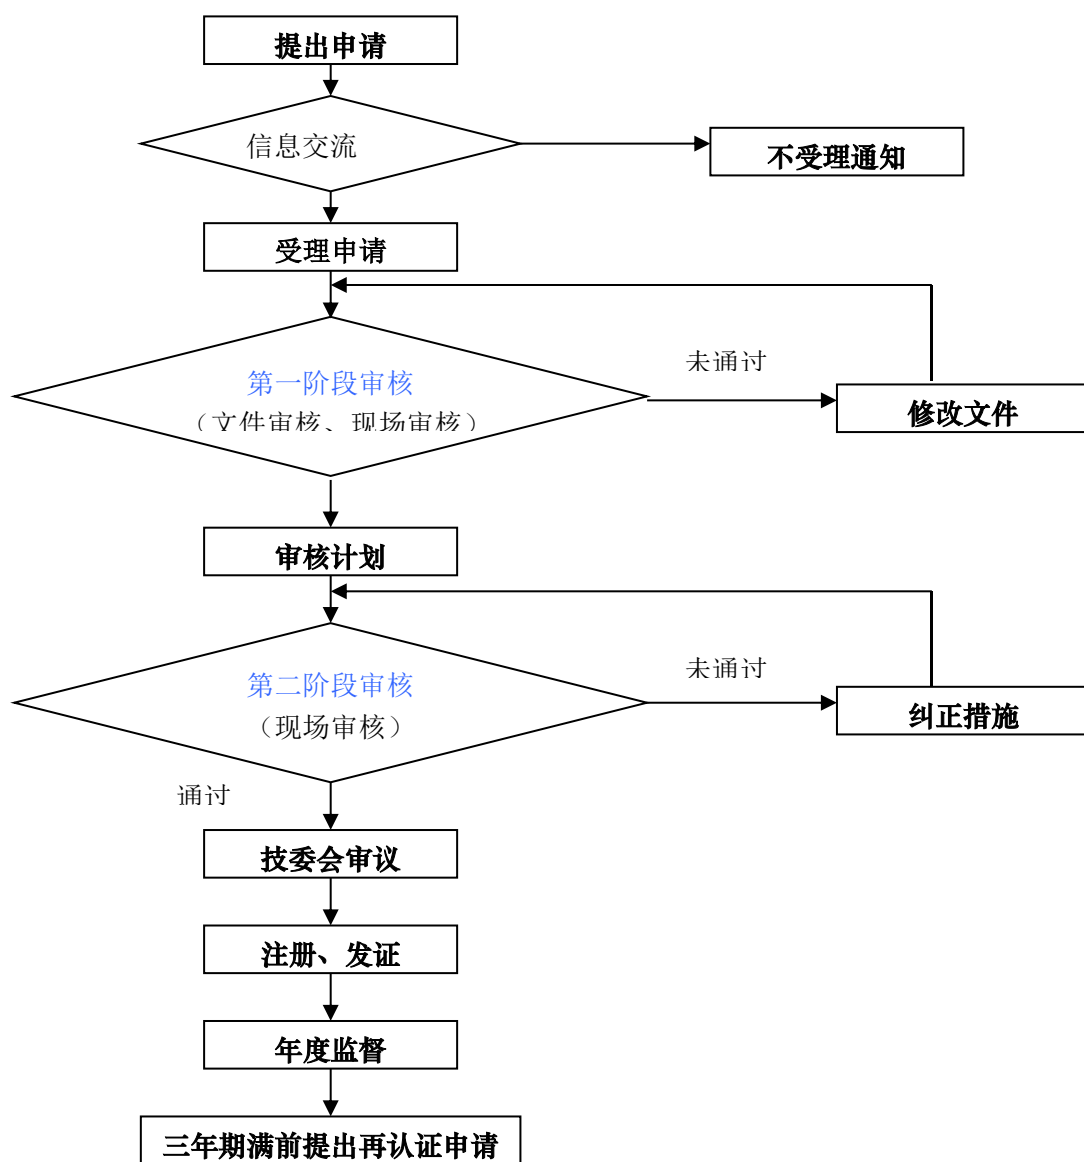 提出申请
信息交流
不受理通知
受理申请
未通过
第一阶段审核
（文件审核、现场审核）
修改文件
审核计划
未通过
第二阶段审核
（现场审核）
纠正措施
通过
技委会审议
注册、发证
年度监督
三年期满前提出再认证申请